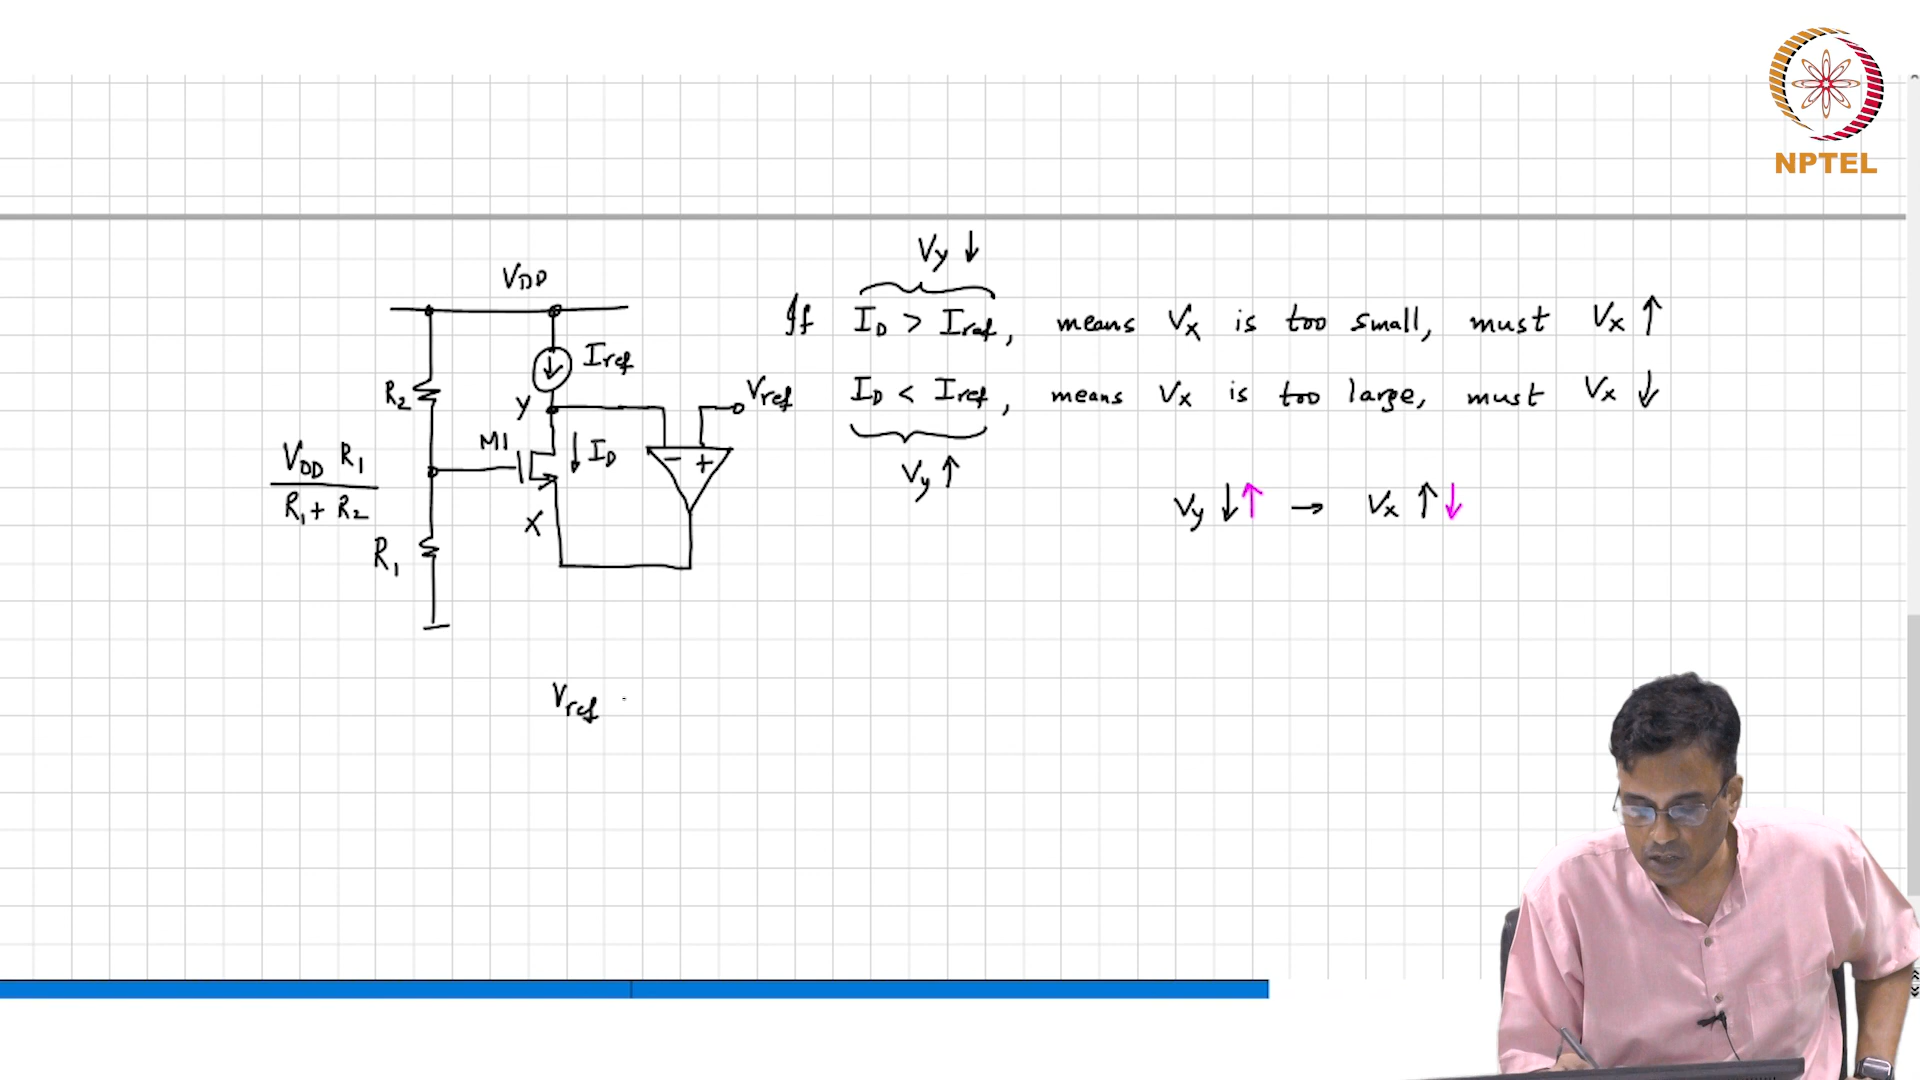 NPTEL
Vy ↓
If ID > Iref, means Vx is too small, must Vx ↑
ID < Iref, means Vx is too large, must Vx ↓
Vy ↑
Vy ↓↑ → Vx ↑↓
VDD
Iref
R2
Y
Vref
M1
ID
− +
VDD R1
R1 + R2
X
R1
Vref